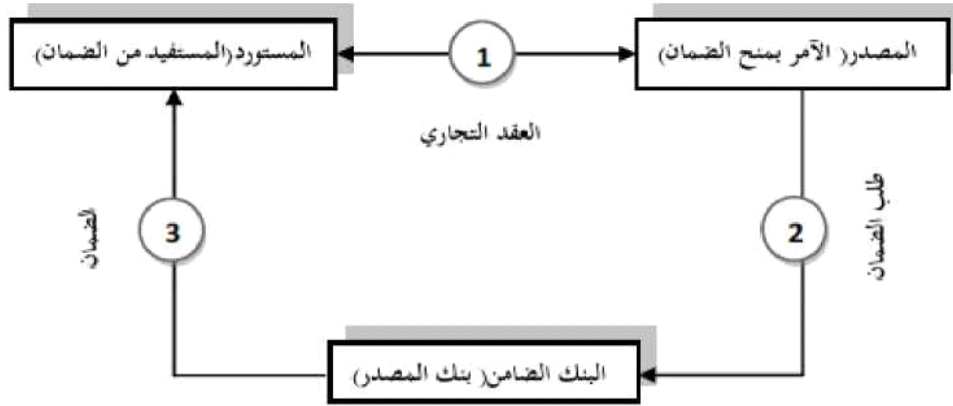 المصدر( الآمر بمنح الضمان)
1
المستورد(المستفيد من الضمان)
العقد التجاري
طلب الضمان
2
3
الضمان
البنك الضامن( بنك المصدر)